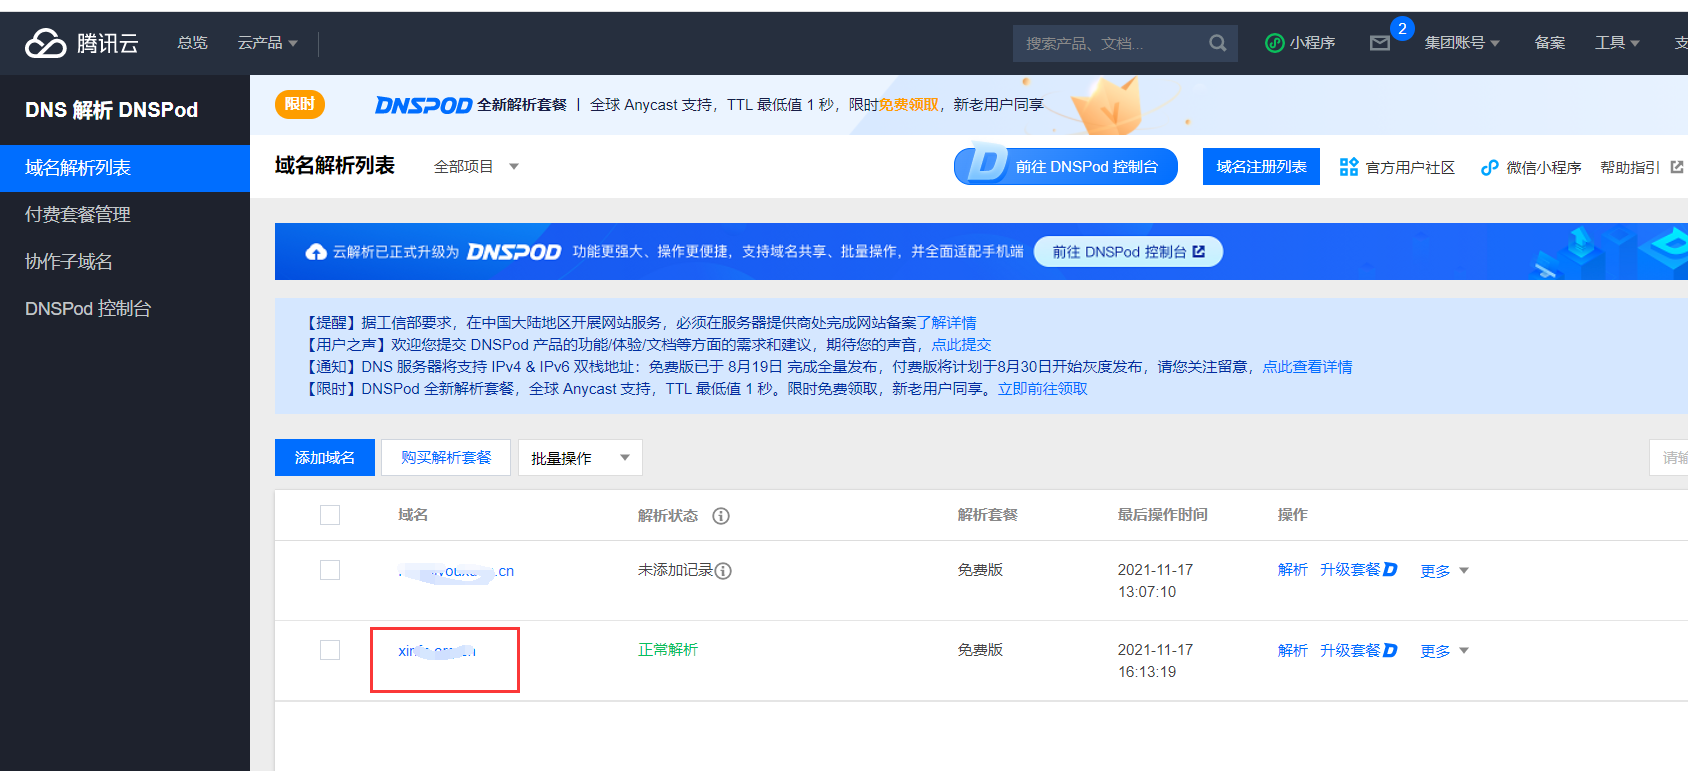 腾讯云 总览 云产品 搜索产品、文档... 小程序 2 集团账号 备案 工具 支
DNS 解析 DNSPod
域名解析列表
付费套餐管理
协作子域名
DNSPod 控制台
限时 DNSPOD 全新解析套餐 | 全球 Anycast 支持，TTL 最低值 1 秒，限时免费领取，新老用户同享
域名解析列表 全部项目 前往 DNSPod 控制台 域名注册列表 官方用户社区 微信小程序 帮助指引
云解析已正式升级为 DNSPOD 功能更强大、操作更便捷，支持域名共享、批量操作，并全面适配手机端 前往 DNSPod 控制台
【提醒】据工信部要求，在中国大陆地区开展网站服务，必须在服务器提供商处完成网站备案了解详情
【用户之声】欢迎您提交 DNSPod 产品的功能/体验/文档等方面的需求和建议，期待您的声音，点此提交
【通知】DNS 服务器将支持 IPv4 & IPv6 双栈地址：免费版已于 8月19日 完成全量发布，付费版将计划于8月30日开始灰度发布，请您关注留意，点此查看详情
【限时】DNSPod 全新解析套餐，全球 Anycast 支持，TTL 最低值 1 秒。限时免费领取，新老用户同享。立即前往领取
添加域名 购买解析套餐 批量操作 请输
域名 解析状态 解析套餐 最后操作时间 操作
.cn 未添加记录 免费版 2021-11-17 解析 升级套餐 更多
13:07:10
正常解析 免费版 2021-11-17 解析 升级套餐 更多
16:13:19